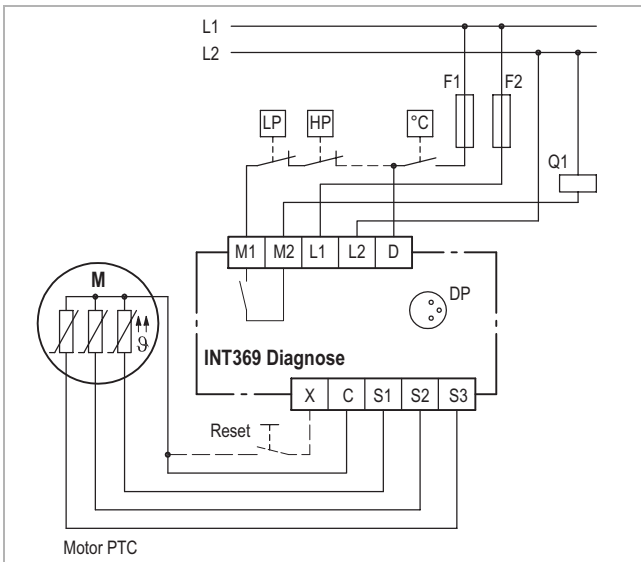 L1
L2
F1 F2
LP HP °C
Q1
M1 M2 L1 L2 D
M
DP
ϑ
INT369 Diagnose
X C S1 S2 S3
Reset
Motor PTC